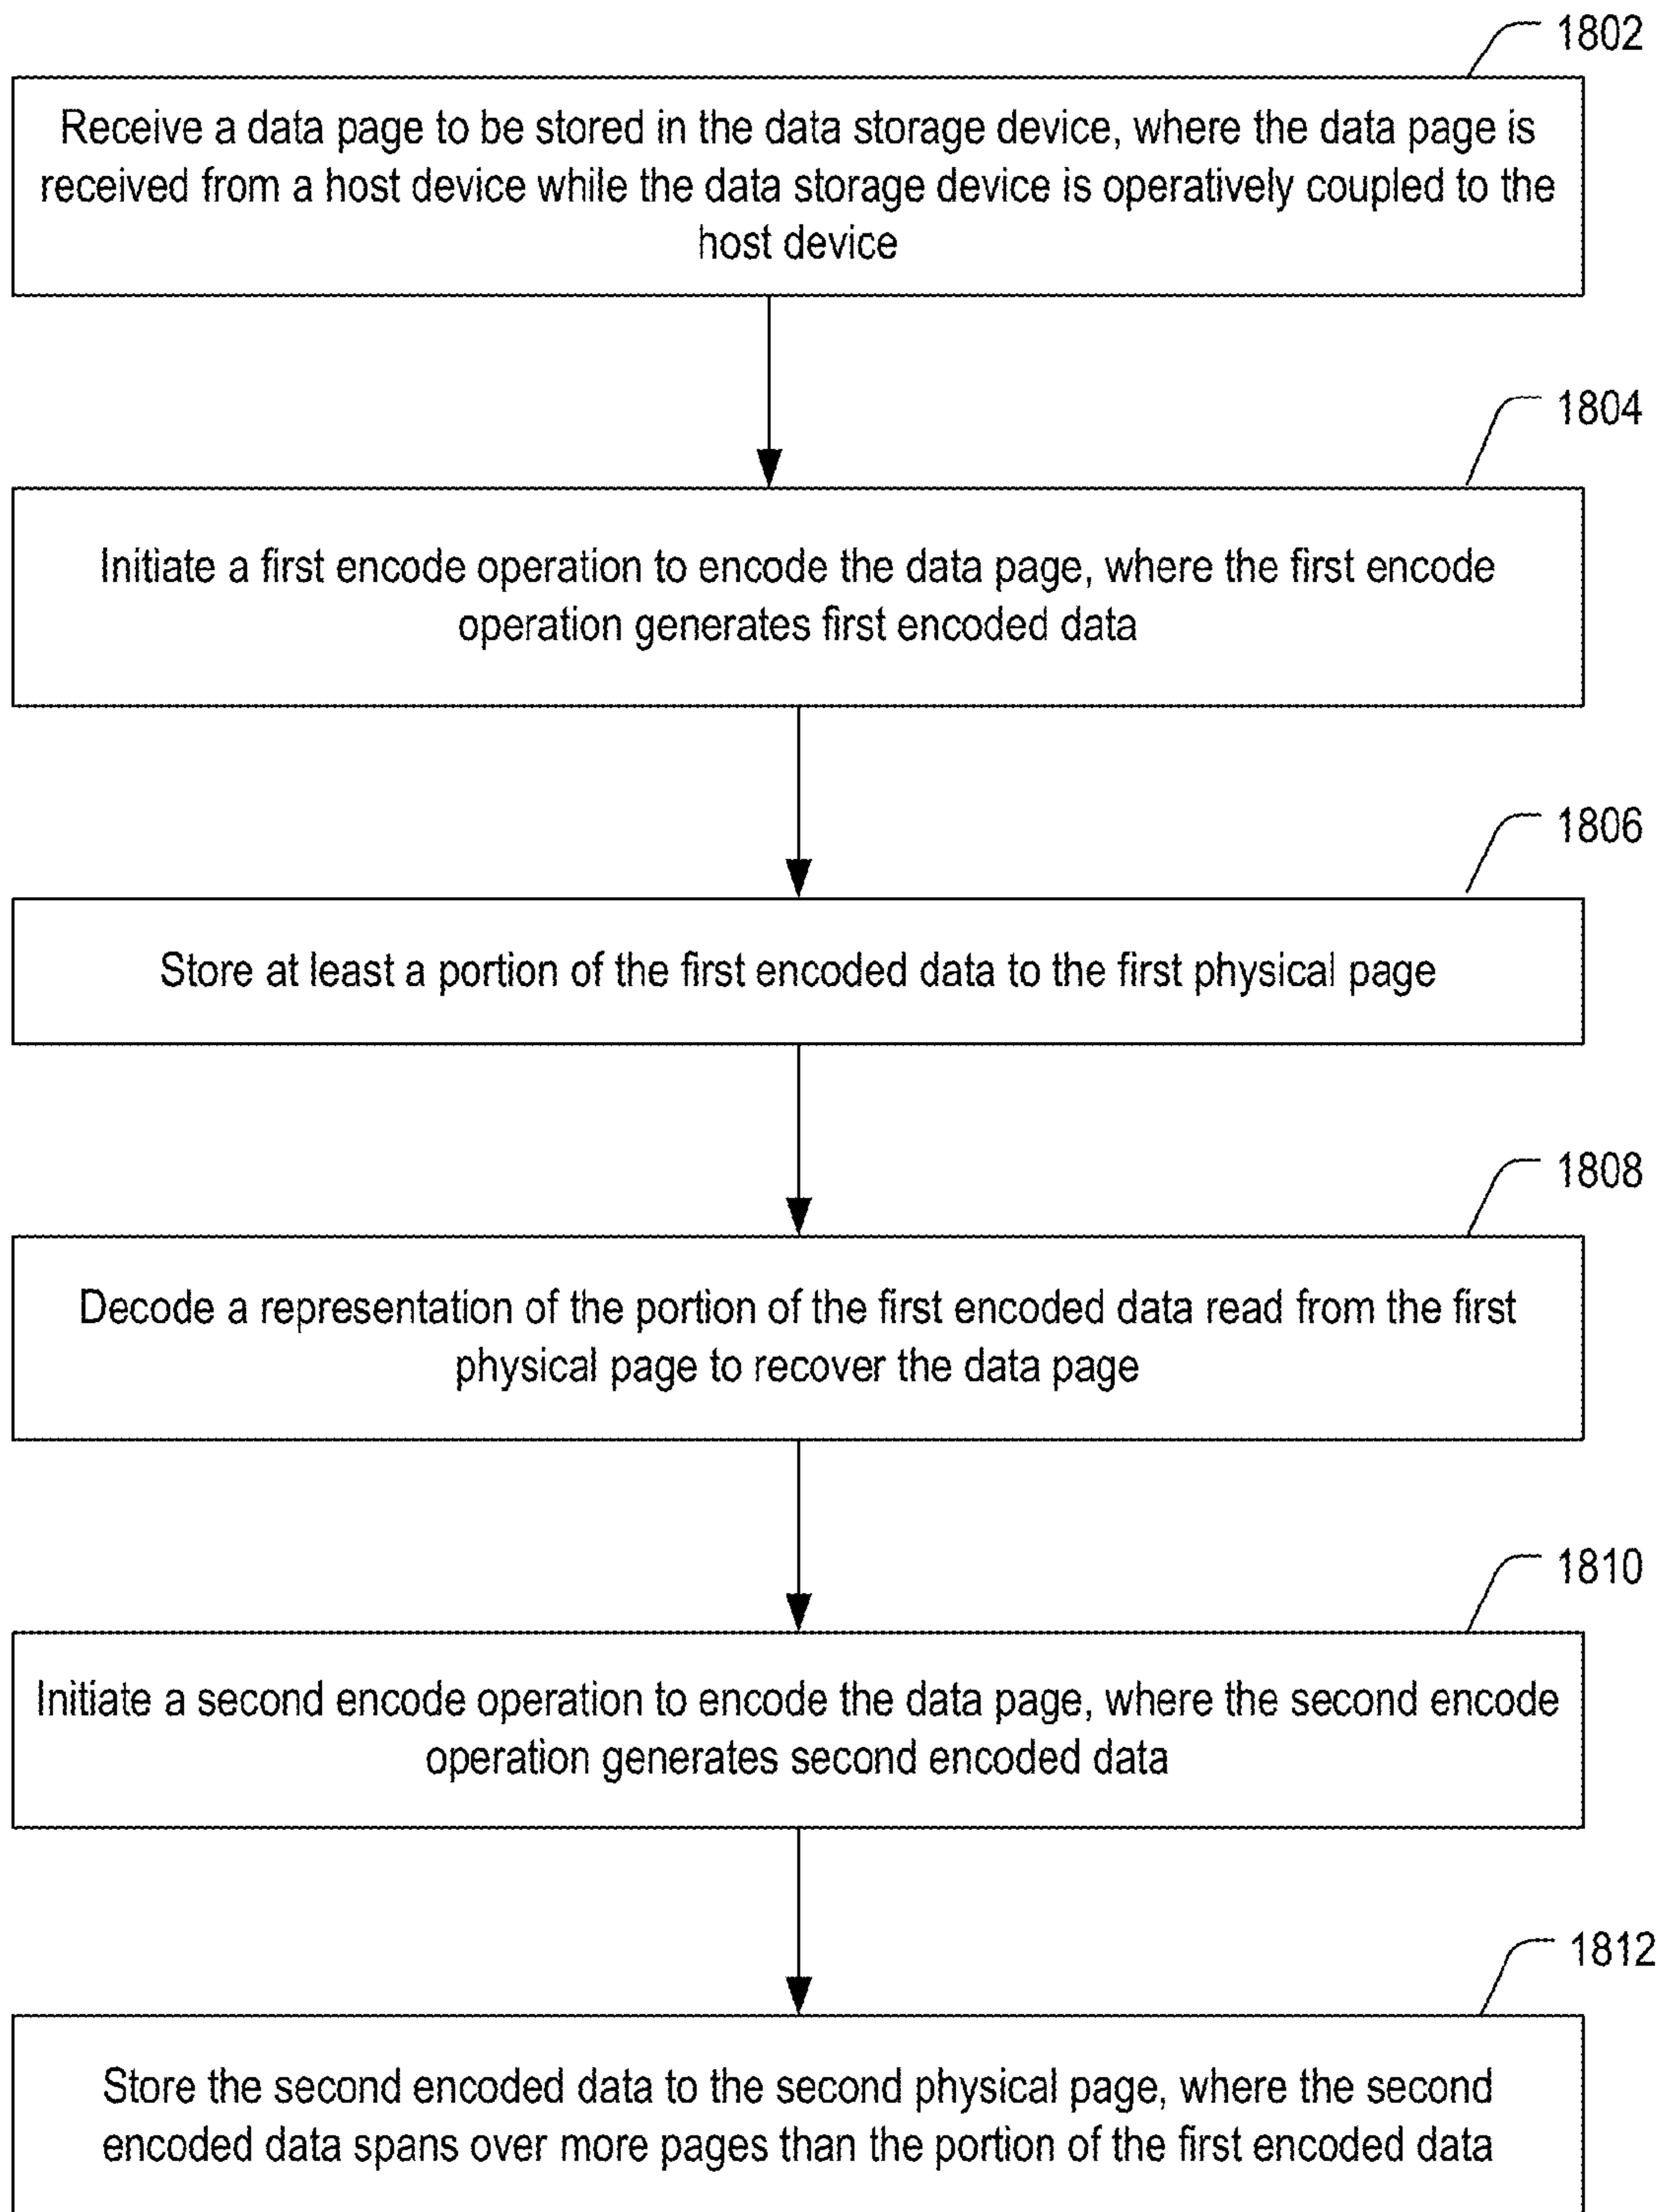 1802
Receive a data page to be stored in the data storage device, where the data page is
received from a host device while the data storage device is operatively coupled to the
host device
1804
Initiate a first encode operation to encode the data page, where the first encode
operation generates first encoded data
1806
Store at least a portion of the first encoded data to the first physical page
1808
Decode a representation of the portion of the first encoded data read from the first
physical page to recover the data page
1810
Initiate a second encode operation to encode the data page, where the second encode
operation generates second encoded data
1812
Store the second encoded data to the second physical page, where the second
encoded data spans over more pages than the portion of the first encoded data